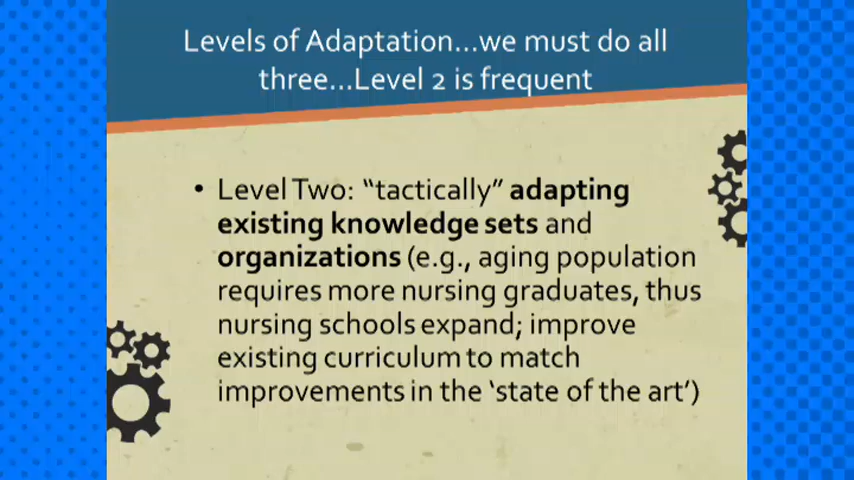 Levels of Adaptation...we must do all
three...Level 2 is frequent
• Level Two: “tactically” adapting
existing knowledge sets and
organizations (e.g., aging population
requires more nursing graduates, thus
nursing schools expand; improve
existing curriculum to match
improvements in the ‘state of the art’)